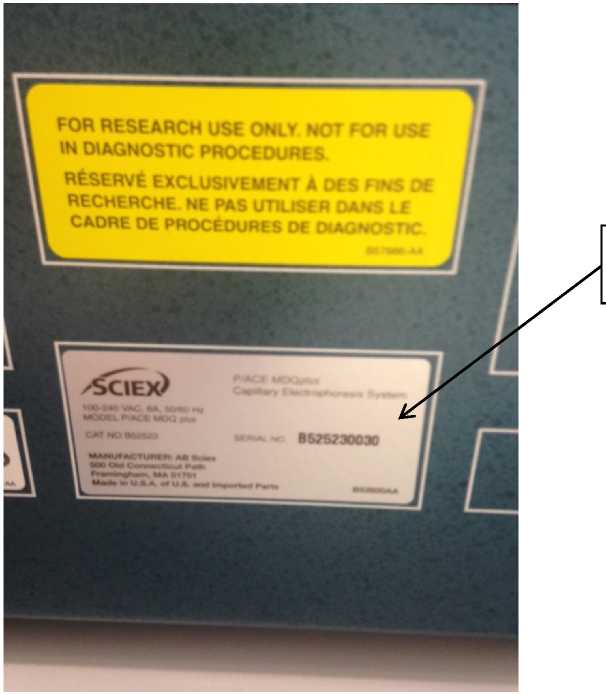 FOR RESEARCH USE ONLY. NOT FOR USE
IN DIAGNOSTIC PROCEDURES.
RÉSERVÉ EXCLUSIVEMENT À DES FINS DE
RECHERCHE. NE PAS UTILISER DANS LE
CADRE DE PROCÉDURES DE DIAGNOSTIC.
SCIEX
P/ACE MDQplus
Capillary Electrophoresis System
100-240 VAC, 6A, 50/60 Hz
MODEL P/ACE MDQ plus
CAT NO B52523
SERIAL NO. B525230030
MANUFACTURER: AB Sciex
500 Old Connecticut Path
Framingham, MA 01701
Made in U.S.A. of U.S. and Imported Parts